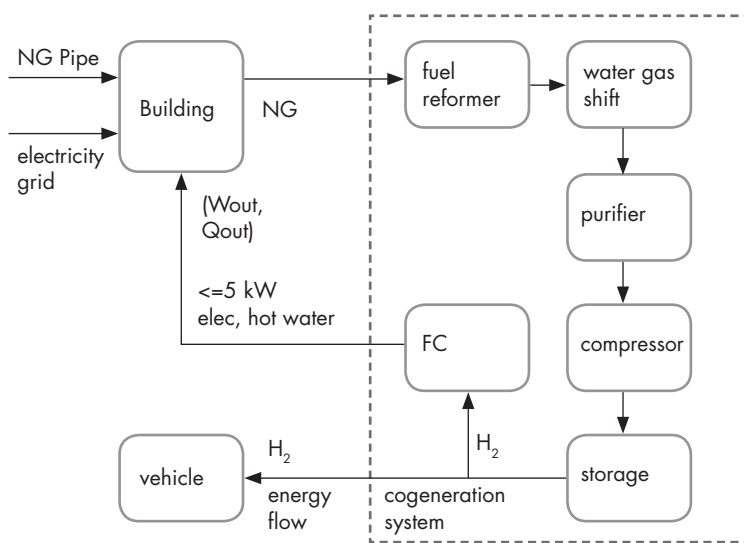 NG Pipe
electricity
grid
Building
NG
fuel
reformer
water gas
shift
(Wout,
Qout)
purifier
<=5 kW
elec, hot water
FC
compressor
H₂
H₂
vehicle
energy
flow
cogeneration
system
storage